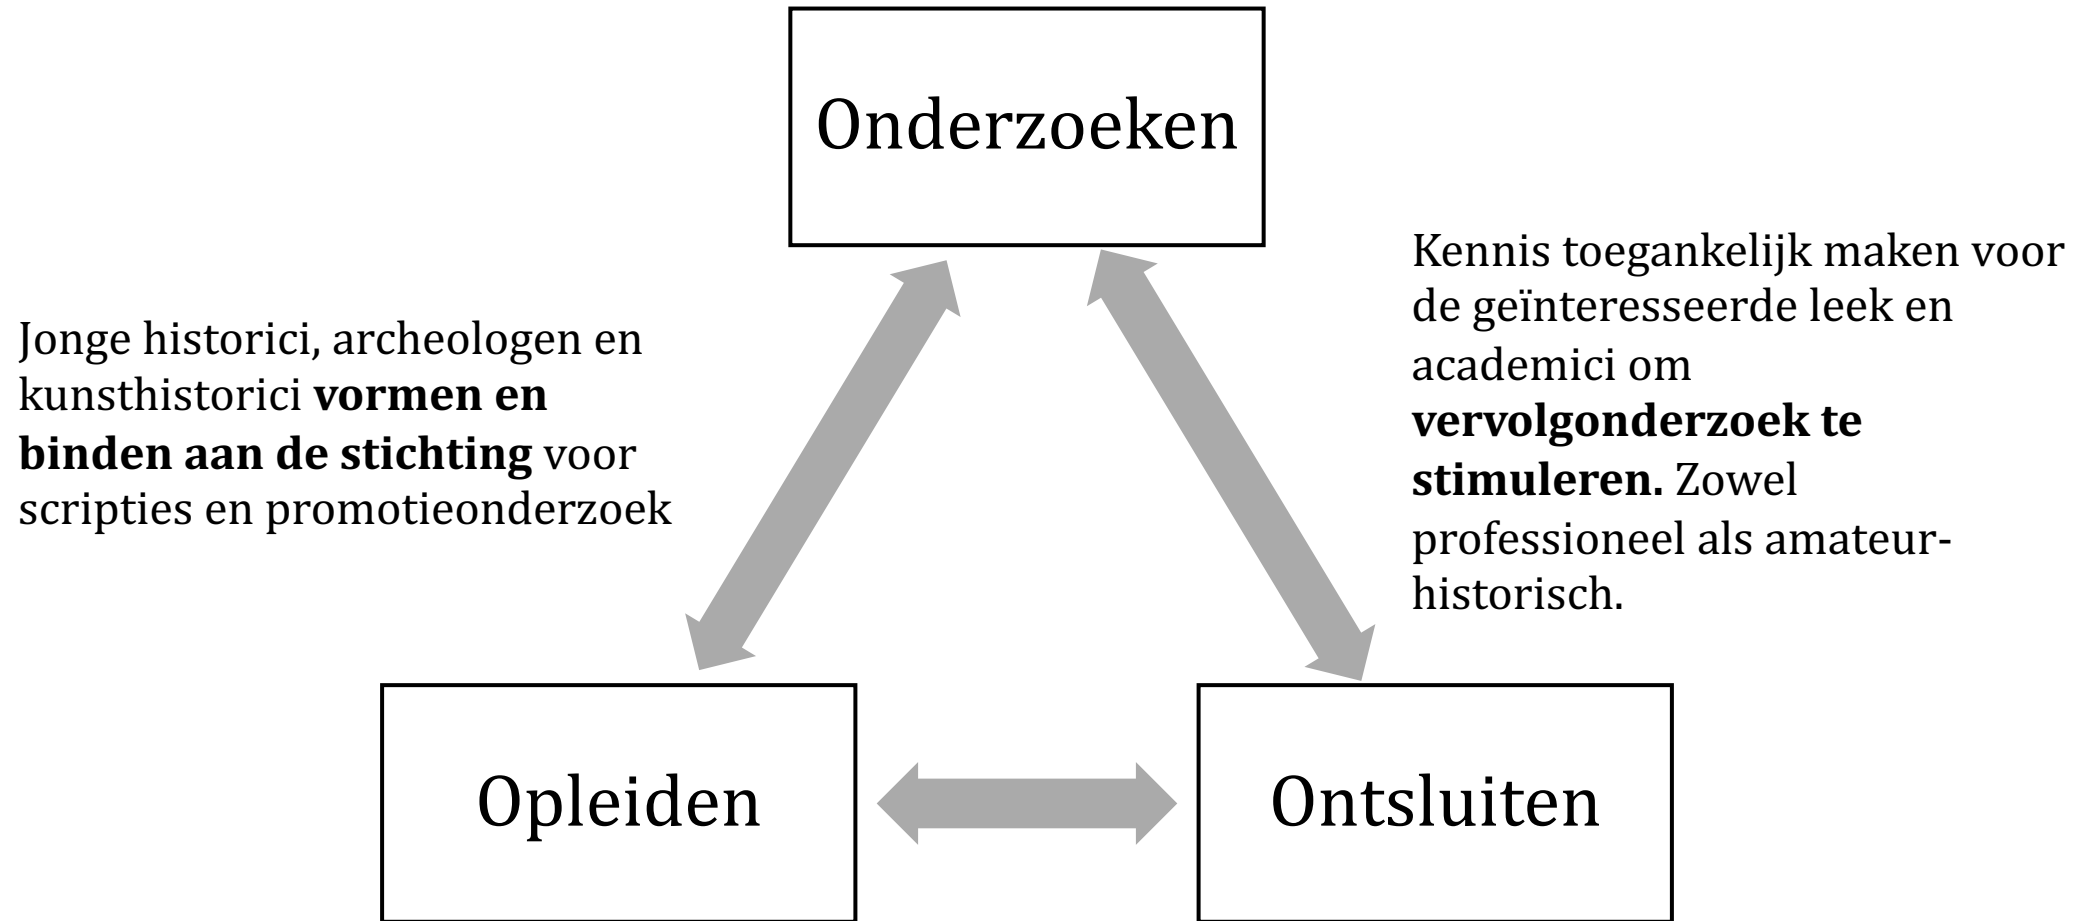 Onderzoeken
Jonge historici, archeologen en
kunsthistorici vormen en
binden aan de stichting voor
scripties en promotieonderzoek
Kennis toegankelijk maken voor
de geïnteresseerde leek en
academici om
vervolgonderzoek te
stimuleren. Zowel
professioneel als amateur-
historisch.
Opleiden
Ontsluiten